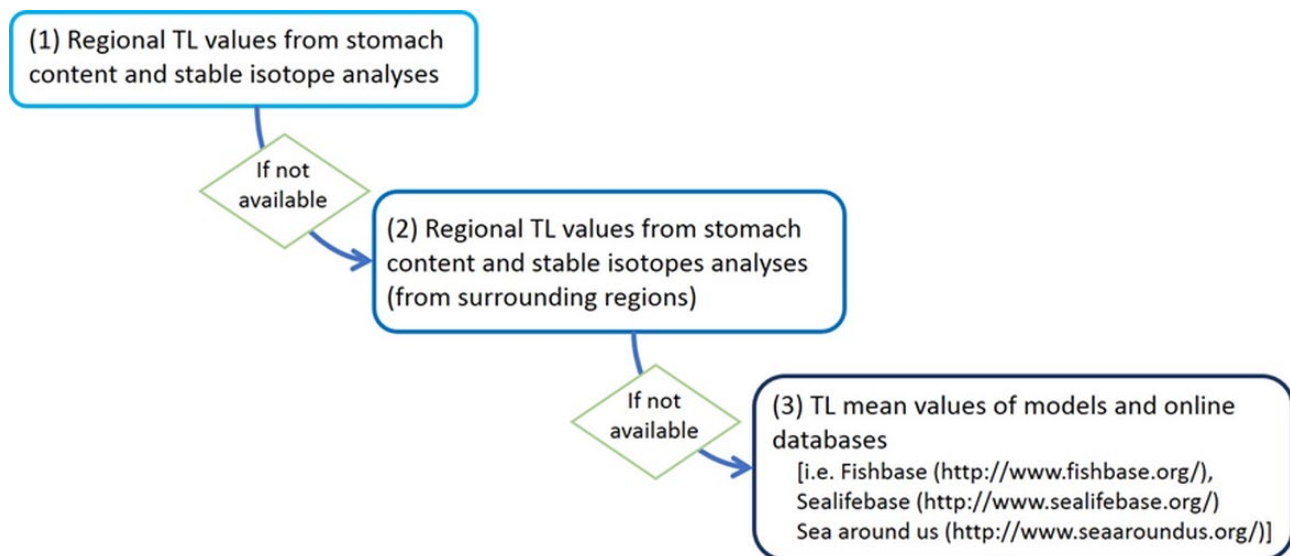 (1) Regional TL values from stomach
content and stable isotope analyses
If not
available
(2) Regional TL values from stomach
content and stable isotopes analyses
(from surrounding regions)
If not
available
(3) TL mean values of models and online
databases
[i.e. Fishbase (http://www.fishbase.org/),
Sealifebase (http://www.sealifebase.org/)
Sea around us (http://www.seaaroundus.org/)]